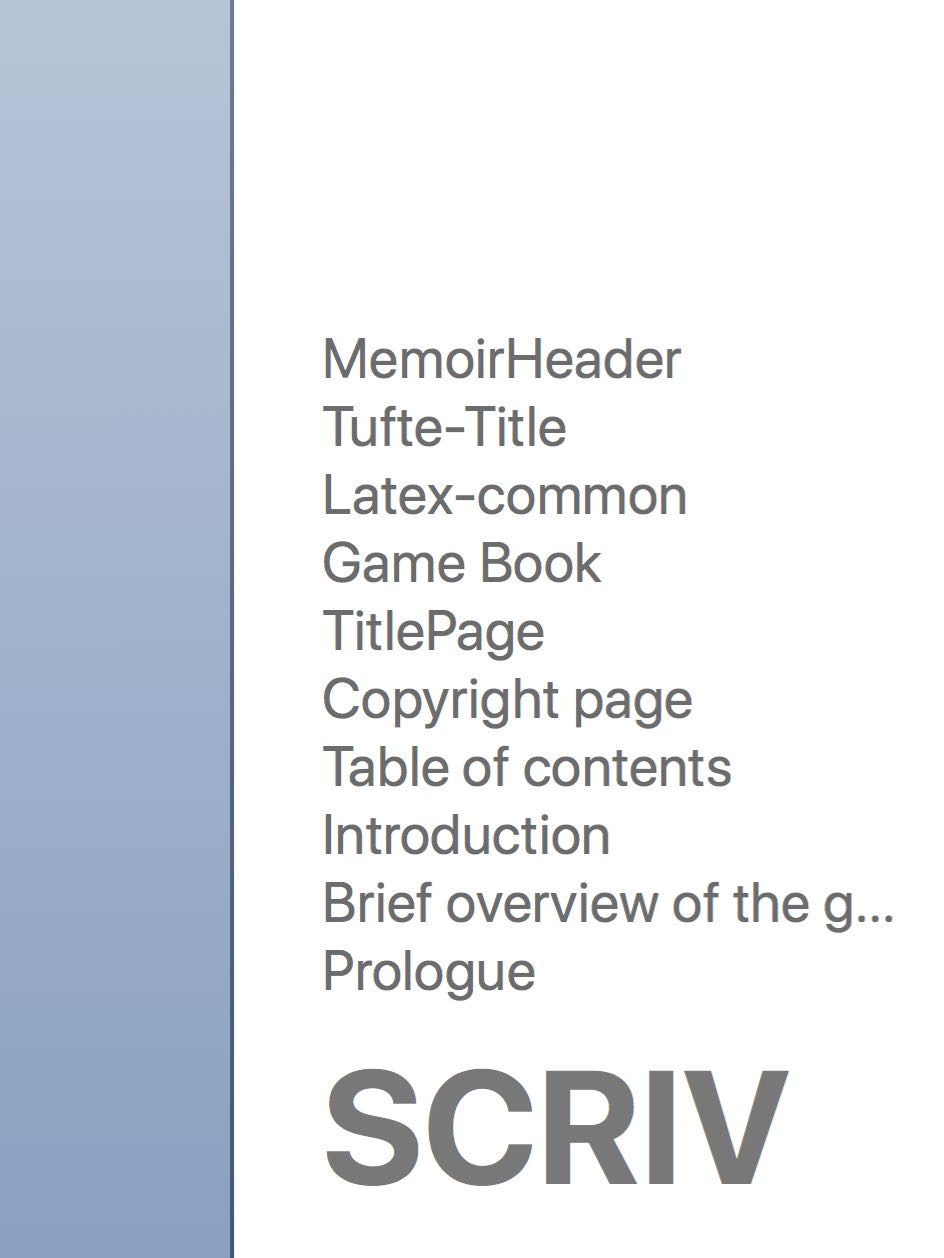 MemoirHeader
Tufte-Title
Latex-common
Game Book
TitlePage
Copyright page
Table of contents
Introduction
Brief overview of the g...
Prologue
SCRIV